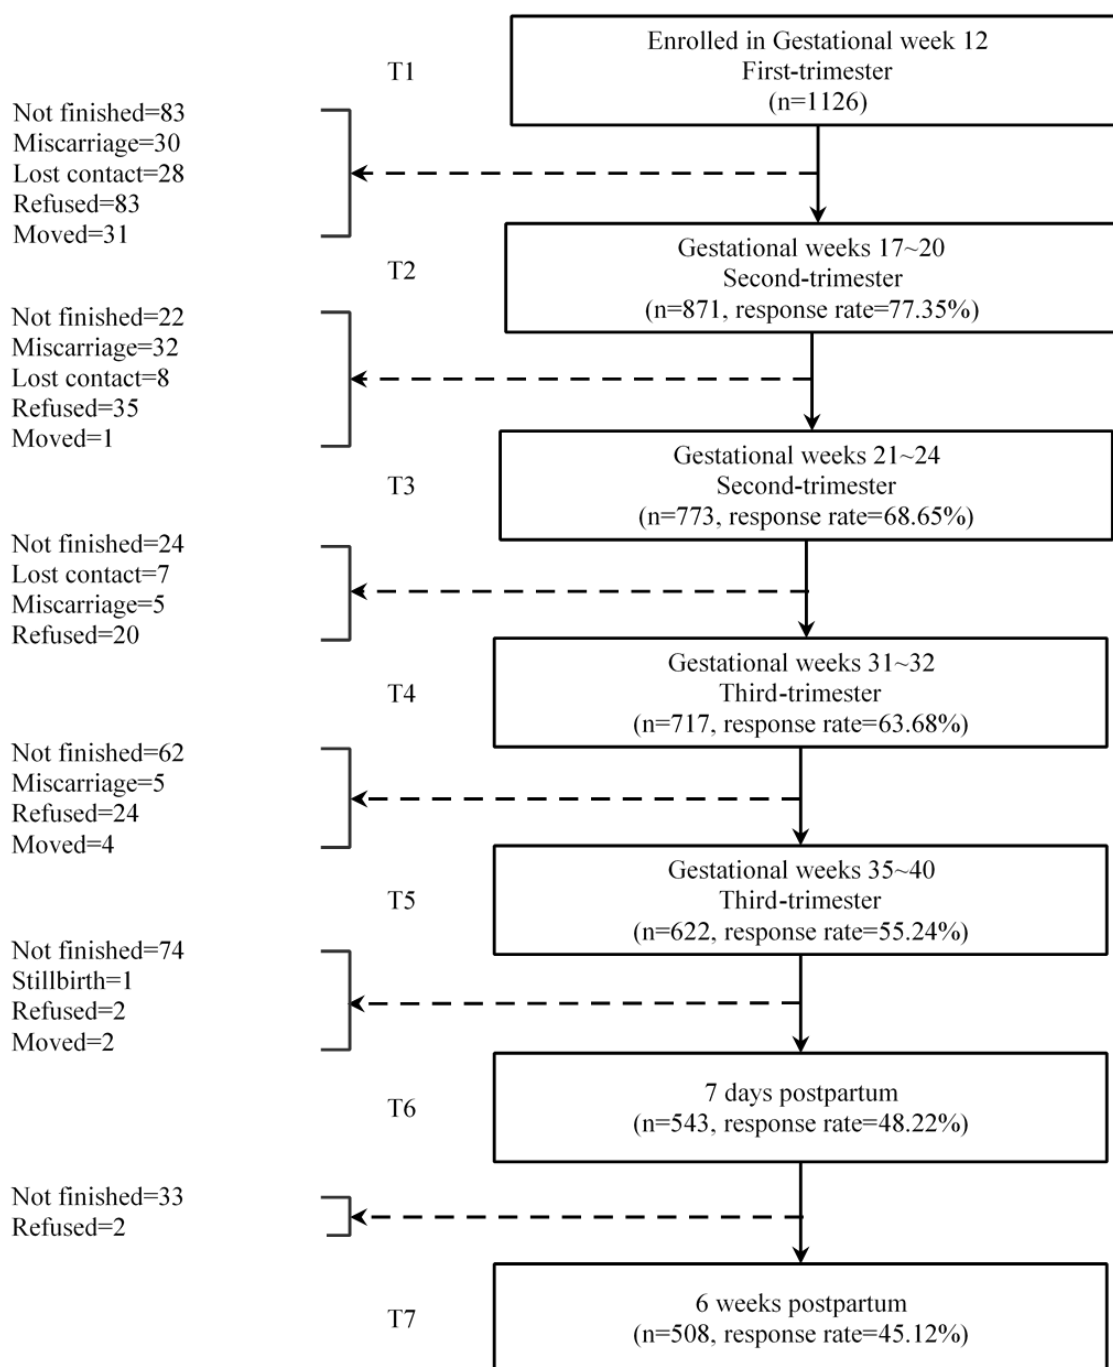 Enrolled in Gestational week 12
First-trimester
(n=1126)
T1
Not finished=83
Miscarriage=30
Lost contact=28
Refused=83
Moved=31
Gestational weeks 17~20
Second-trimester
(n=871, response rate=77.35%)
T2
Not finished=22
Miscarriage=32
Lost contact=8
Refused=35
Moved=1
Gestational weeks 21~24
Second-trimester
(n=773, response rate=68.65%)
T3
Not finished=24
Lost contact=7
Miscarriage=5
Refused=20
Gestational weeks 31~32
Third-trimester
(n=717, response rate=63.68%)
T4
Not finished=62
Miscarriage=5
Refused=24
Moved=4
Gestational weeks 35~40
Third-trimester
(n=622, response rate=55.24%)
T5
Not finished=74
Stillbirth=1
Refused=2
Moved=2
7 days postpartum
(n=543, response rate=48.22%)
T6
Not finished=33
Refused=2
6 weeks postpartum
(n=508, response rate=45.12%)
T7